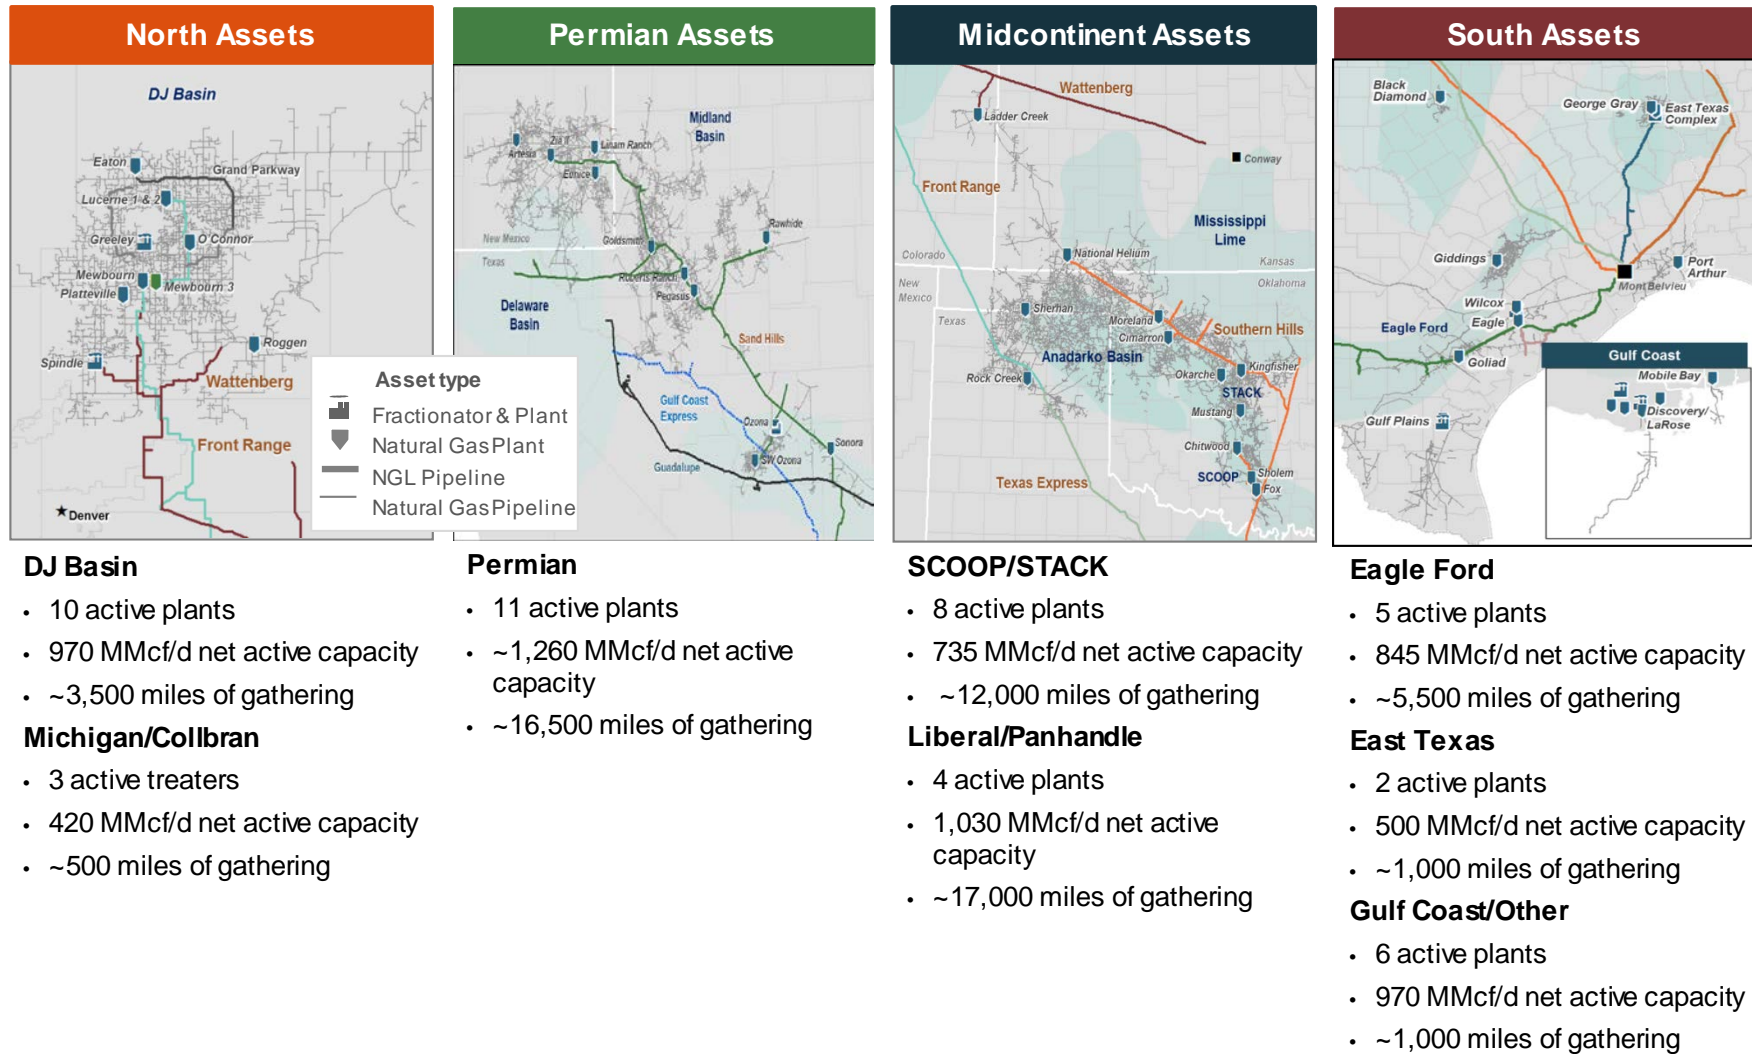 North Assets
DJ Basin
Eaton
Grand Parkway
Lucerne 1 & 2
Greeley
O'Connor
Mewbourn
Mewbourn 3
Platteville
Roggen
Spindle
Wattenberg
Front Range
Denver
Asset type
Fractionator & Plant
Natural Gas Plant
NGL Pipeline
Natural Gas Pipeline
DJ Basin
• 10 active plants
• 970 MMcf/d net active capacity
• ~3,500 miles of gathering
Michigan/Collbran
• 3 active treaters
• 420 MMcf/d net active capacity
• ~500 miles of gathering
Permian Assets
Midland
Basin
Zia II
Linam Ranch
Artesia
Eunice
Rawhide
New Mexico
Texas
Goldsmith
Roberts Ranch
Pegasus
Delaware
Basin
Sand Hills
Gulf Coast
Express
Ozona
Sonora
Guadalupe
SW Ozona
Permian
• 11 active plants
• ~1,260 MMcf/d net active
capacity
• ~16,500 miles of gathering
Midcontinent Assets
Wattenberg
Ladder Creek
Conway
Front Range
Mississippi
Lime
National Helium
Colorado
Kansas
New
Mexico
Oklahoma
Texas
Sherhan
Moreland
Southern Hills
Cimarron
Anadarko Basin
Rock Creek
Okarche
Kingfisher
STACK
Mustang
Chitwood
Sholem
SCOOP
Fox
Texas Express
SCOOP/STACK
• 8 active plants
• 735 MMcf/d net active capacity
• ~12,000 miles of gathering
Liberal/Panhandle
• 4 active plants
• 1,030 MMcf/d net active
capacity
• ~17,000 miles of gathering
South Assets
Black
Diamond
George Gray
East Texas
Complex
Giddings
Port
Arthur
Mont Belvieu
Wilcox
Eagle
Eagle Ford
Goliad
Gulf Coast
Mobile Bay
Discovery/
LaRose
Gulf Plains
Eagle Ford
• 5 active plants
• 845 MMcf/d net active capacity
• ~5,500 miles of gathering
East Texas
• 2 active plants
• 500 MMcf/d net active capacity
• ~1,000 miles of gathering
Gulf Coast/Other
• 6 active plants
• 970 MMcf/d net active capacity
• ~1,000 miles of gathering